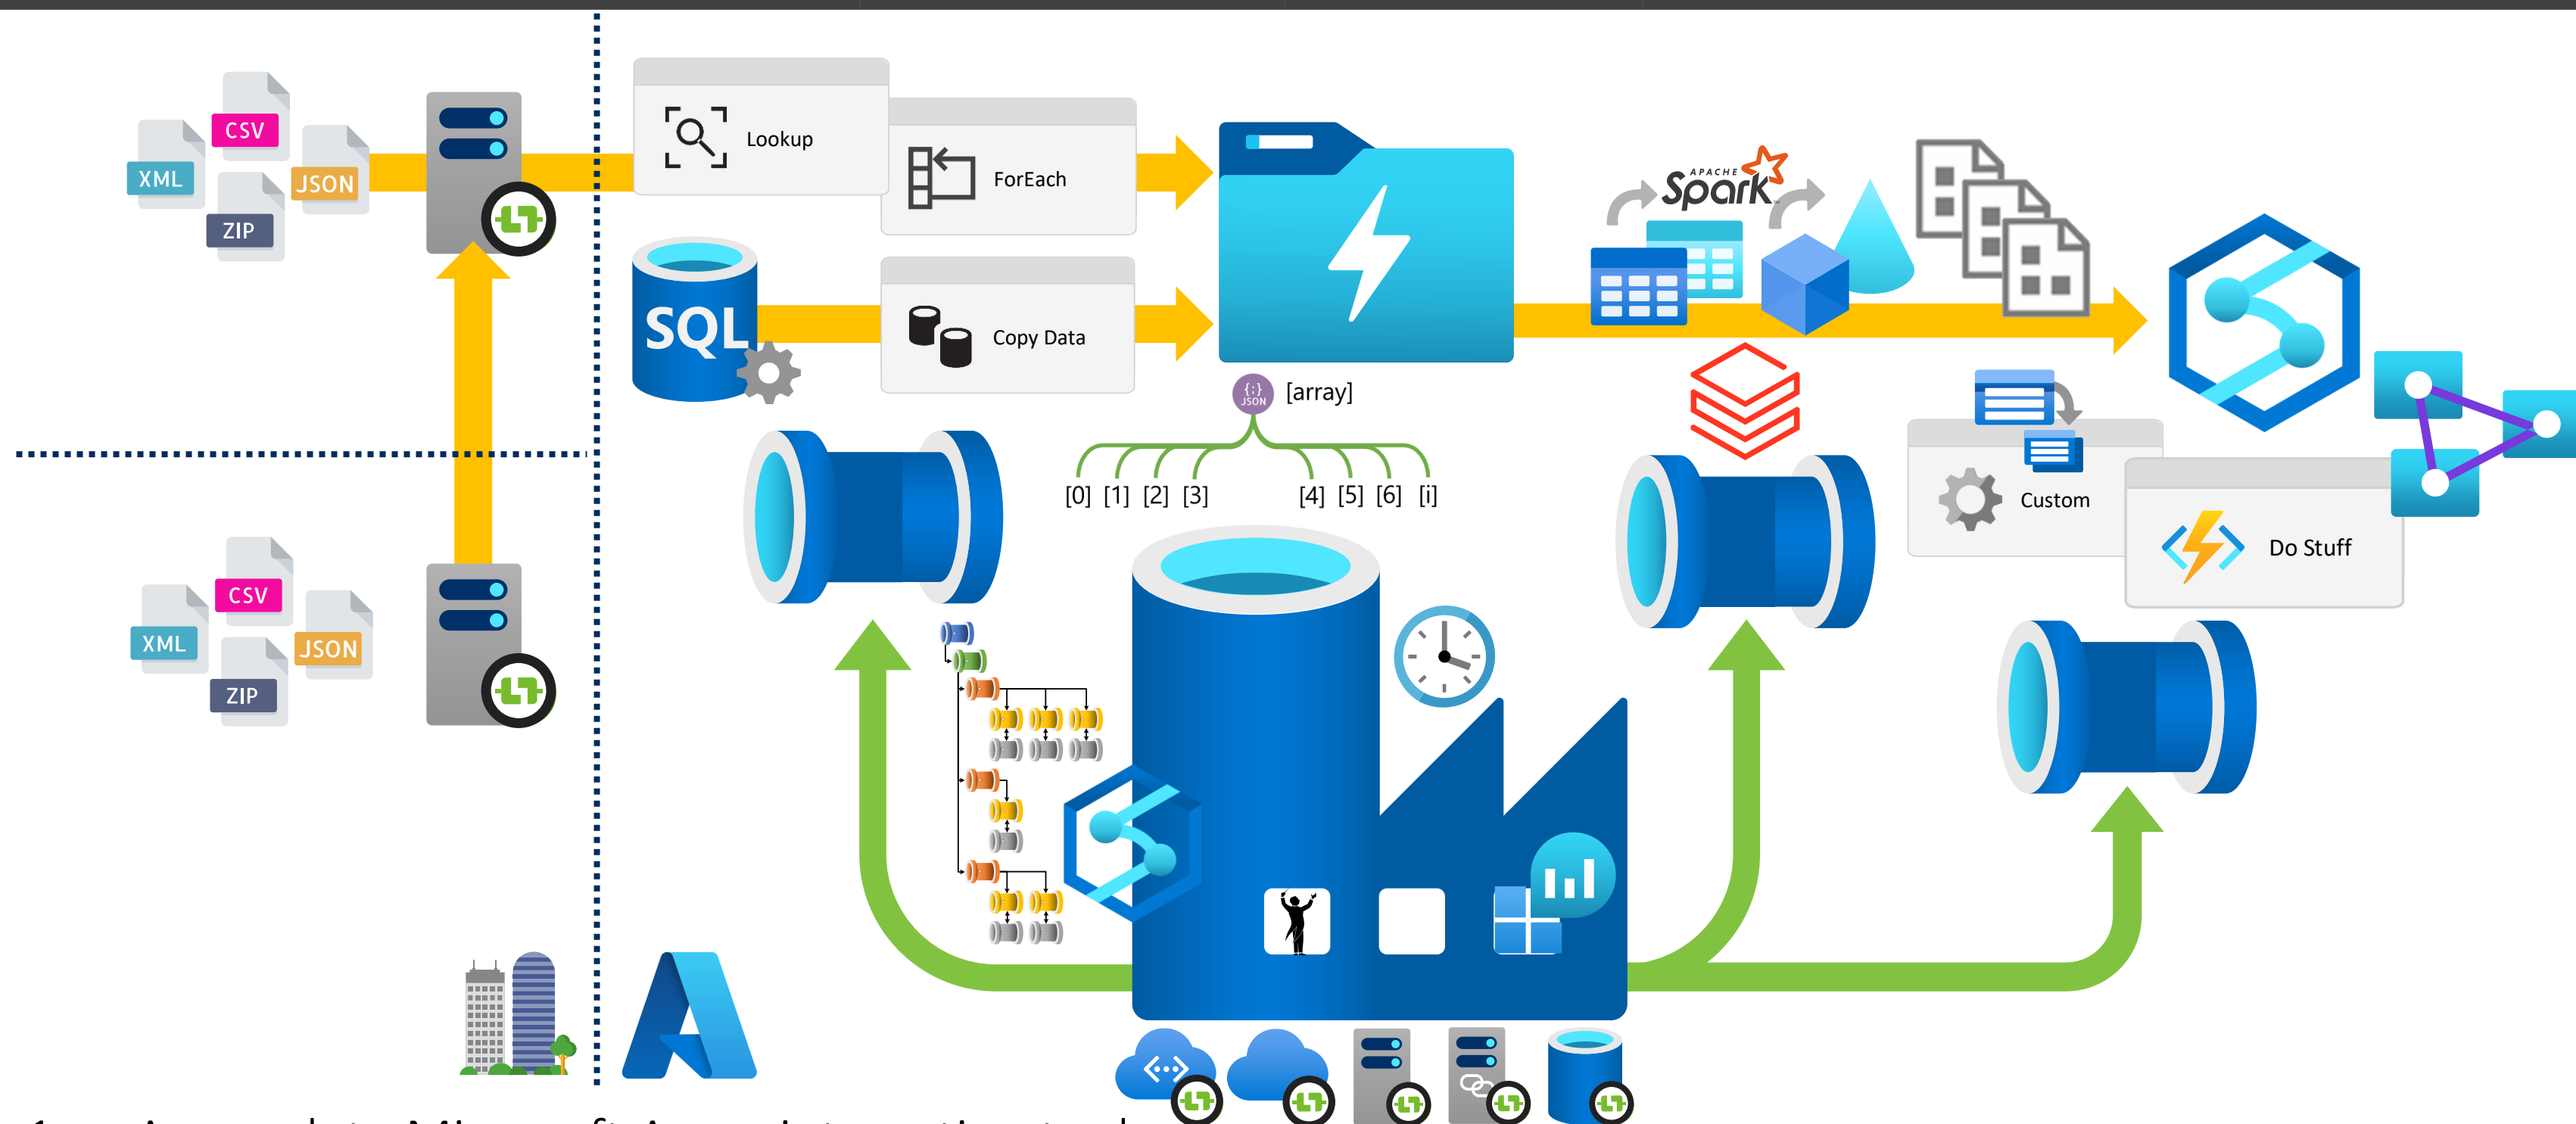 CSV
XML
JSON
ZIP
Lookup
ForEach
SQL
Copy Data
APACHE
Spark
{;}
JSON
[array]
[0] [1] [2] [3] [4] [5] [6] [i]
Custom
Do Stuff
CSV
XML
JSON
ZIP